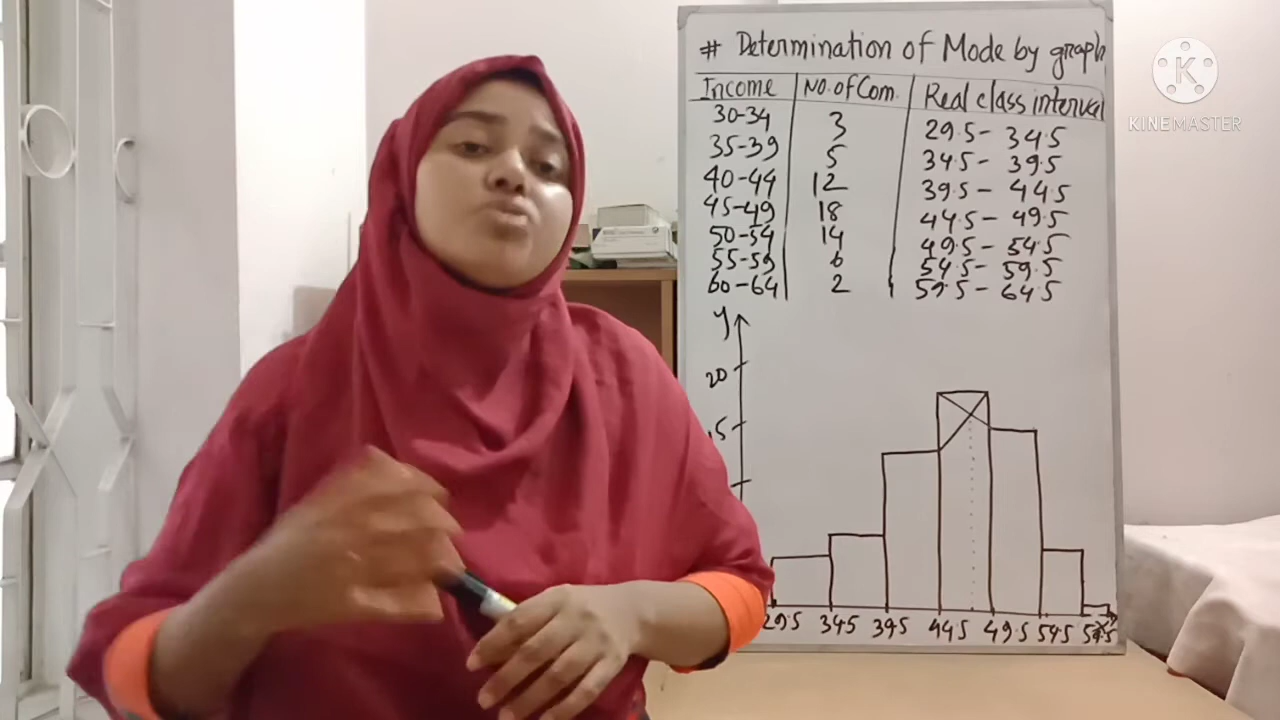 # Determination of Mode by graph
Income No. of Com. Real class interval
30-34 3 29.5- 34.5
35-39 5 34.5- 39.5
40-44 12 39.5- 44.5
45-49 18 44.5- 49.5
50-54 14 49.5- 54.5
55-59 6 54.5- 59.5
60-64 2 59.5- 64.5
y
20
29.5 34.5 39.5 44.5 49.5 54.5
K
KINEMASTER